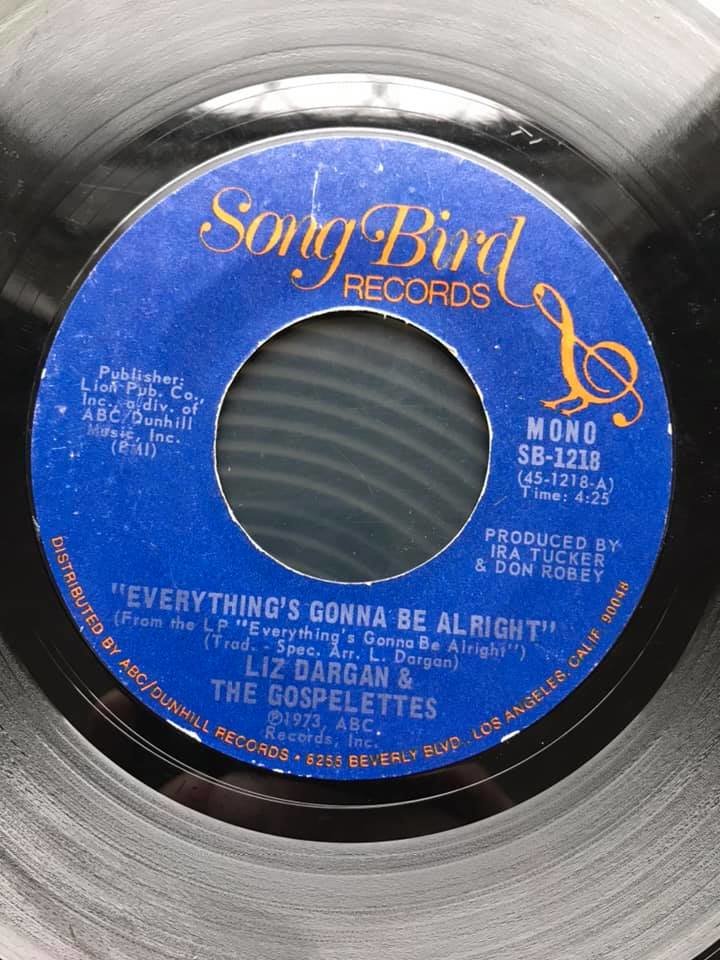 Song Bird
RECORDS
Publisher:
Lion Pub. Co.,
Inc., a div. of
ABC/Dunhill
Music, Inc.
(BMI)
MONO
SB-1218
(45-1218-A)
Time: 4:25
PRODUCED BY
IRA TUCKER
& DON ROBEY
"EVERYTHING'S GONNA BE ALRIGHT"
(From the LP "Everything's Gonna Be Alright")
(Trad. - Spec. Arr. L. Dargan)
LIZ DARGAN &
THE GOSPELETTES
℗1973, ABC
Records, Inc.
DISTRIBUTED BY ABC/DUNHILL RECORDS • 8255 BEVERLY BLVD., LOS ANGELES, CALIF. 90048